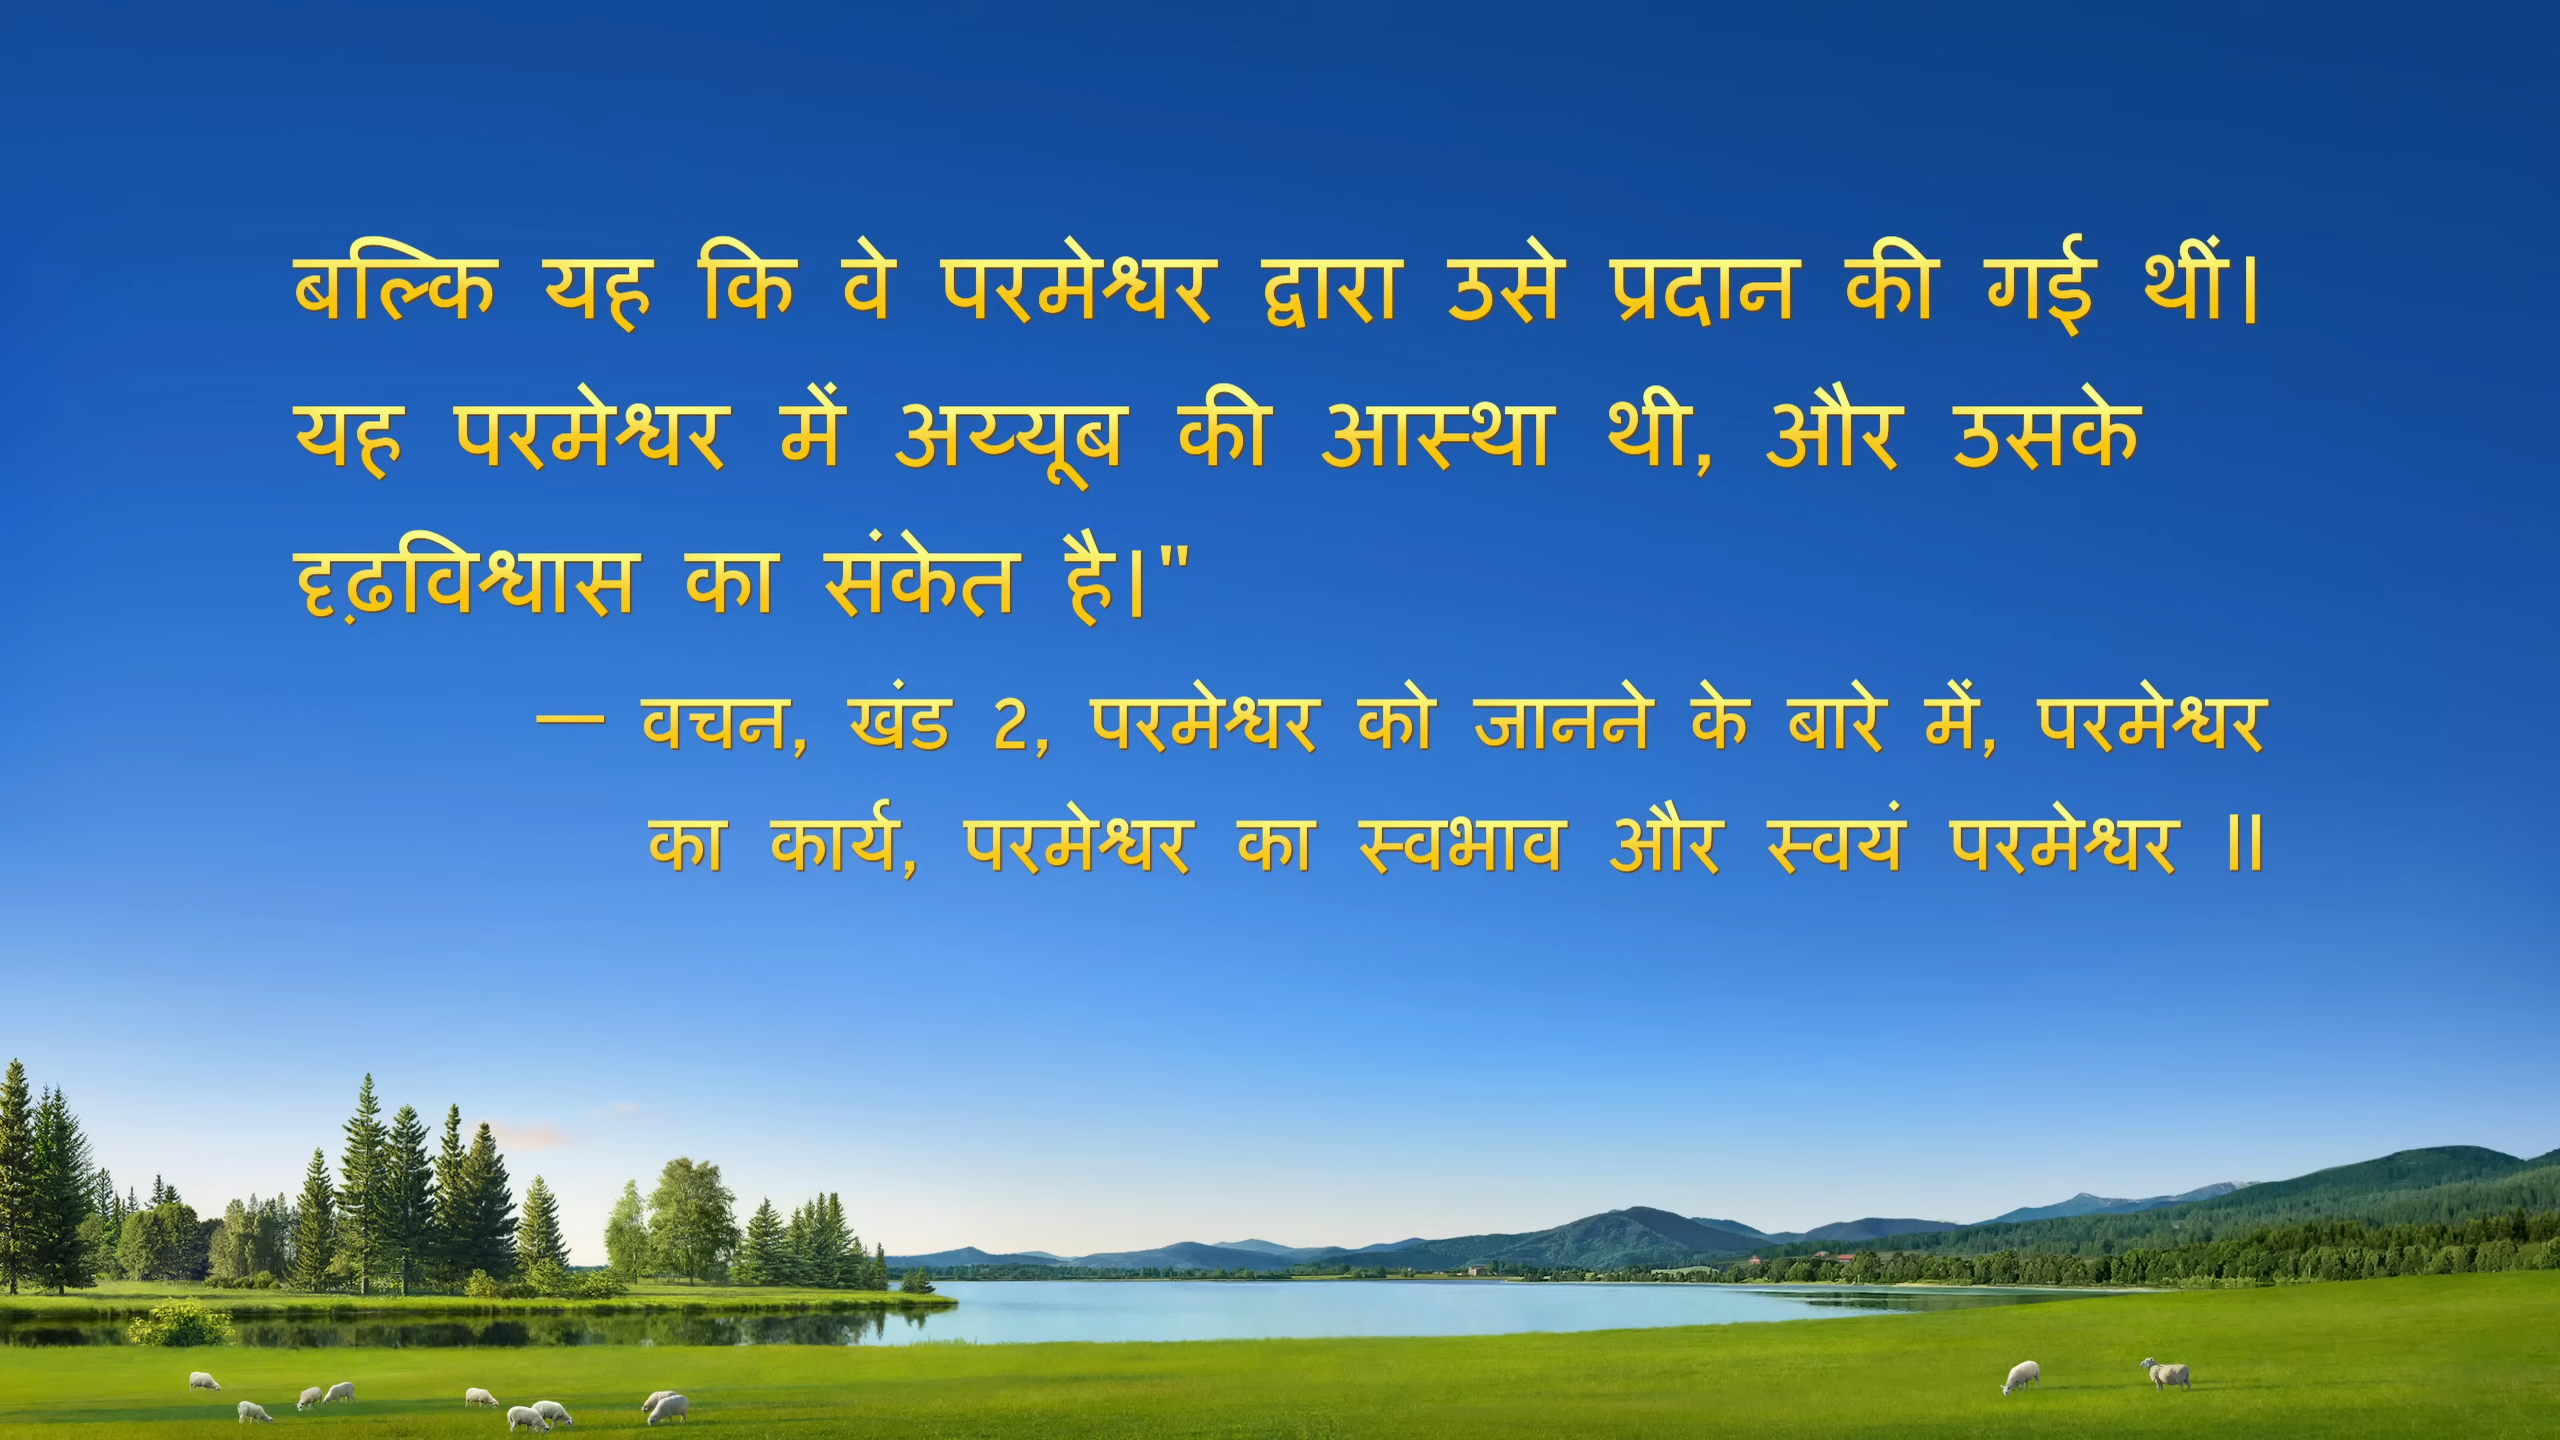 बल्कि यह कि वे परमेश्वर द्वारा उसे प्रदान की गई थीं।
यह परमेश्वर में अय्यूब की आस्था थी, और उसके
दृढ़विश्वास का संकेत है।"
— वचन, खंड 2, परमेश्वर को जानने के बारे में, परमेश्वर
का कार्य, परमेश्वर का स्वभाव और स्वयं परमेश्वर II